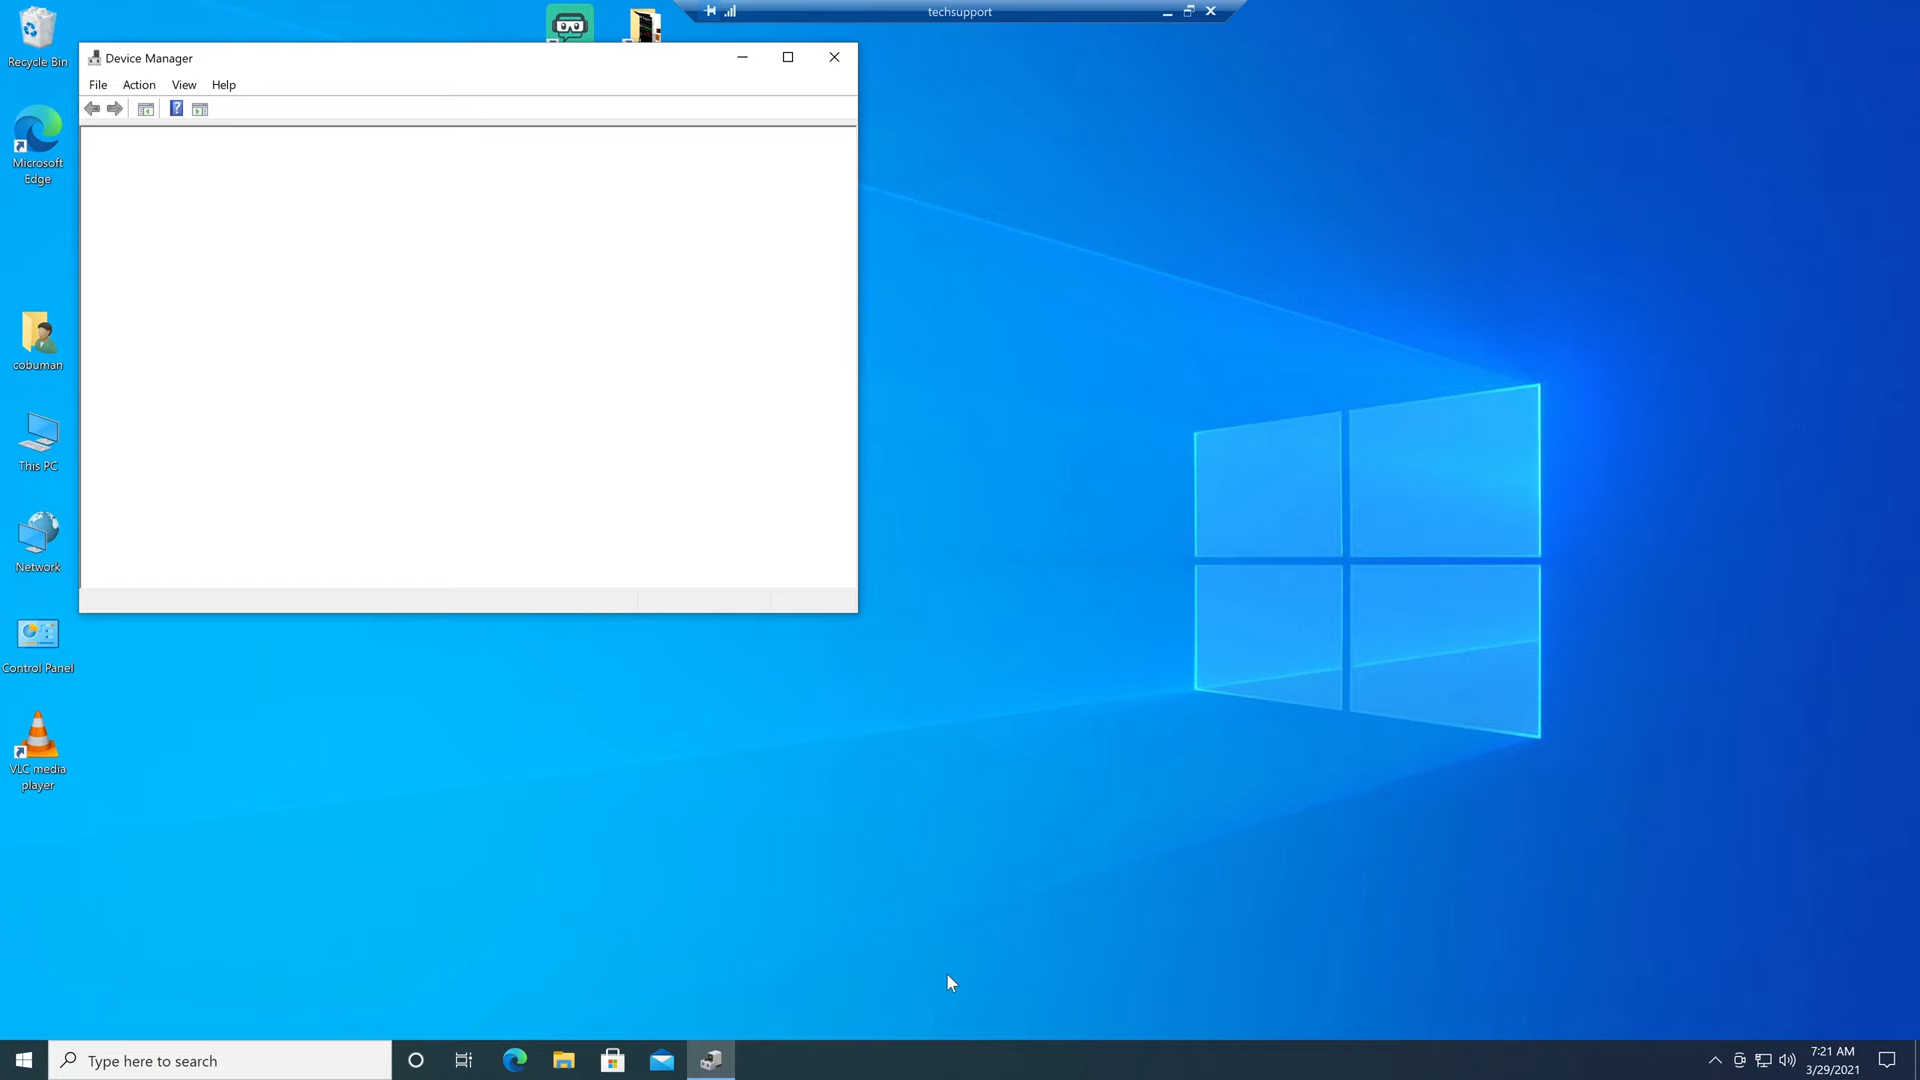 techsupport
Recycle Bin
Device Manager
File Action View Help
Microsoft
Edge
cobuman
This PC
Network
Control Panel
VLC media
player
Type here to search
7:21 AM
3/29/2021